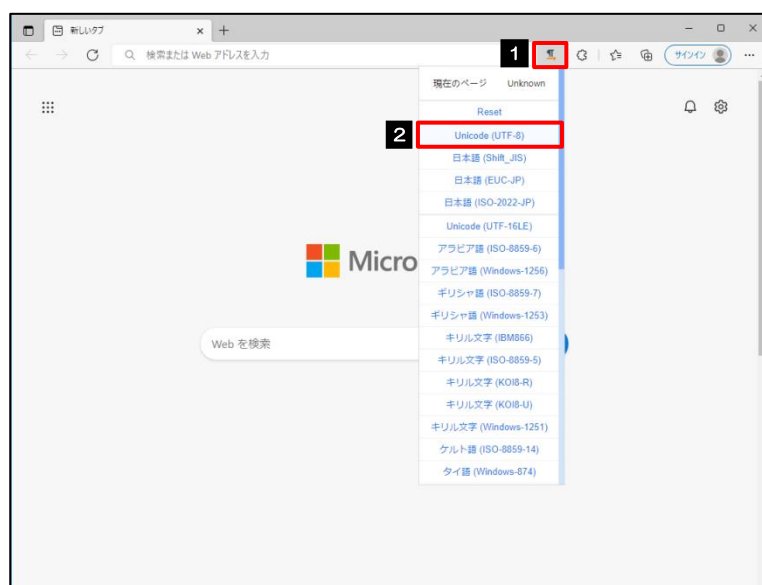 新しいタブ
検索または Web アドレスを入力
1
サインイン
現在のページ Unknown
Reset
2
Unicode (UTF-8)
日本語 (Shift_JIS)
日本語 (EUC-JP)
日本語 (ISO-2022-JP)
Unicode (UTF-16LE)
アラビア語 (ISO-8859-6)
Micro
アラビア語 (Windows-1256)
ギリシャ語 (ISO-8859-7)
ギリシャ語 (Windows-1253)
Web を検索
キリル文字 (IBM866)
キリル文字 (ISO-8859-5)
キリル文字 (KOI8-R)
キリル文字 (KOI8-U)
キリル文字 (Windows-1251)
ケルト語 (ISO-8859-14)
タイ語 (Windows-874)